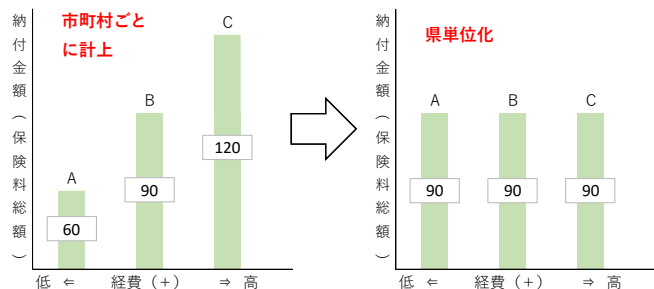 納付金額（保険料総額）
市町村ごと
に計上
A
B
C
60
90
120
低 ⇐ 経費（+） ⇒ 高
納付金額（保険料総額）
県単位化
A
B
C
90
90
90
低 ⇐ 経費（+） ⇒ 高